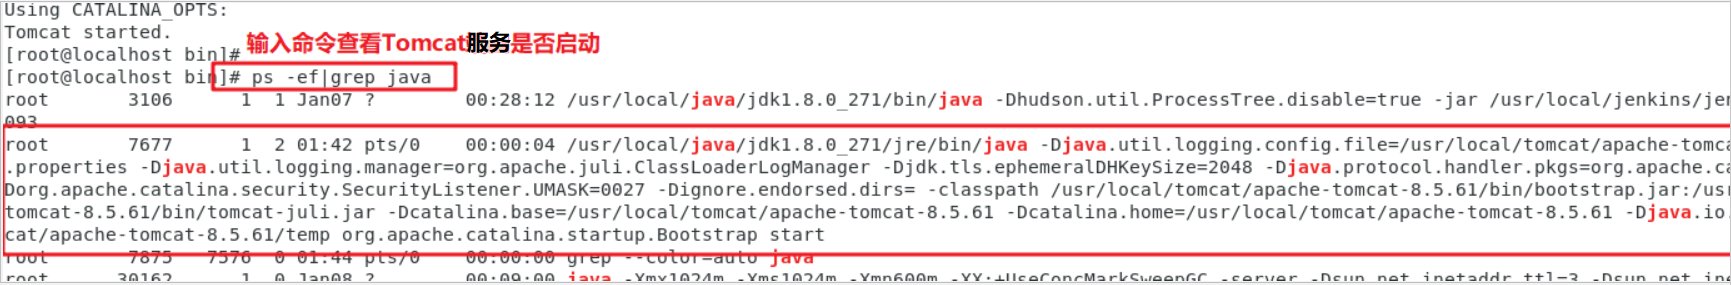 Using CATALINA_OPTS:
Tomcat started.
输入命令查看Tomcat服务是否启动
[root@localhost bin]#
[root@localhost bin]# ps -ef|grep java
root 3106 1 1 Jan07 ? 00:28:12 /usr/local/java/jdk1.8.0_271/bin/java -Dhudson.util.ProcessTree.disable=true -jar /usr/local/jenkins/jen
093
root 7677 1 2 01:42 pts/0 00:00:04 /usr/local/java/jdk1.8.0_271/jre/bin/java -Djava.util.logging.config.file=/usr/local/tomcat/apache-tomca
.properties -Djava.util.logging.manager=org.apache.juli.ClassLoaderLogManager -Djdk.tls.ephemeralDHKeySize=2048 -Djava.protocol.handler.pkgs=org.apache.ca
Dorg.apache.catalina.security.SecurityListener.UMASK=0027 -Dignore.endorsed.dirs= -classpath /usr/local/tomcat/apache-tomcat-8.5.61/bin/bootstrap.jar:/usr
tomcat-8.5.61/bin/tomcat-juli.jar -Dcatalina.base=/usr/local/tomcat/apache-tomcat-8.5.61 -Dcatalina.home=/usr/local/tomcat/apache-tomcat-8.5.61 -Djava.io
cat/apache-tomcat-8.5.61/temp org.apache.catalina.startup.Bootstrap start
root 7875 7576 0 01:44 pts/0 00:00:00 grep --color=auto java
root 30162 1 0 Jan08 ? 00:09:00 java -Xmx1024m -Xms1024m -Xmn600m -XX:+UseConcMarkSweepGC -server -Dsun.net.inetaddr.ttl=3 -Dsun.net.ine